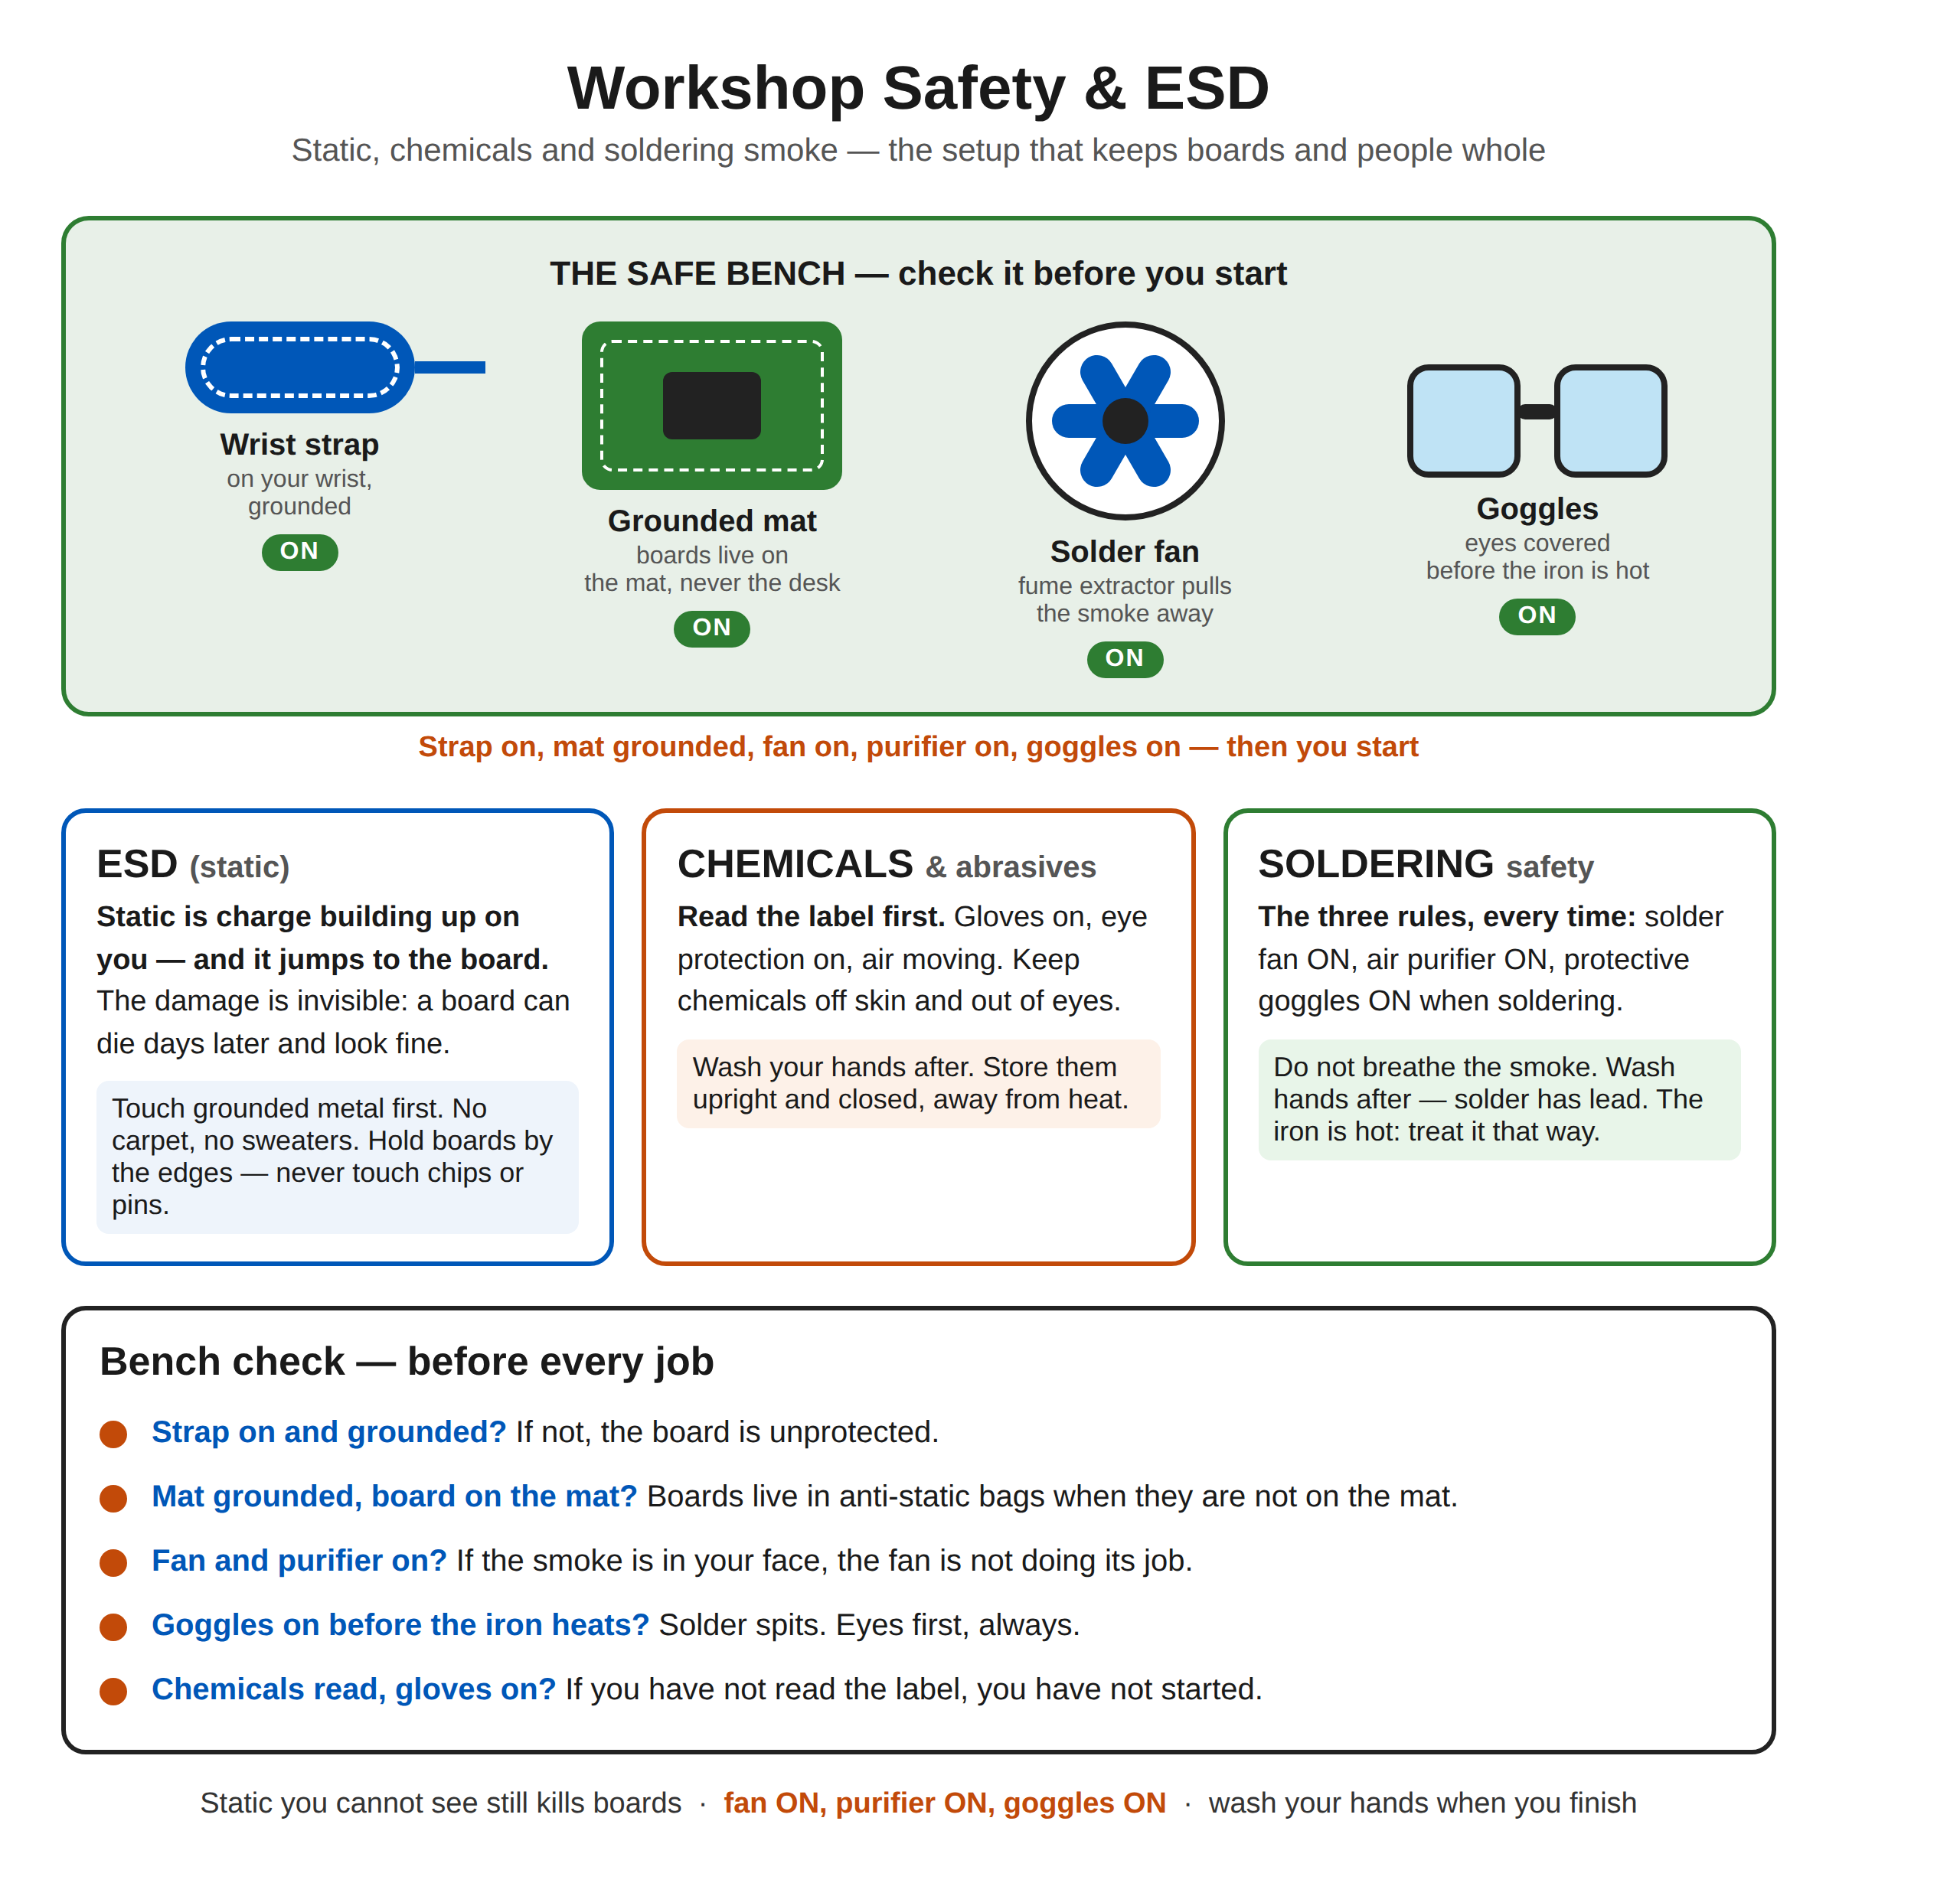 Workshop Safety & ESD
Static, chemicals and soldering smoke — the setup that keeps boards and people whole
THE SAFE BENCH — check it before you start
Wrist strap
on your wrist,
grounded
ON
Grounded mat
boards live on
the mat, never the desk
ON
Solder fan
fume extractor pulls
the smoke away
ON
Goggles
eyes covered
before the iron is hot
ON
Strap on, mat grounded, fan on, purifier on, goggles on — then you start
ESD (static)
Static is charge building up on
you — and it jumps to the board.
The damage is invisible: a board can
die days later and look fine.
Touch grounded metal first. No
carpet, no sweaters. Hold boards by
the edges — never touch chips or
pins.
CHEMICALS & abrasives
Read the label first. Gloves on, eye
protection on, air moving. Keep
chemicals off skin and out of eyes.
Wash your hands after. Store them
upright and closed, away from heat.
SOLDERING safety
The three rules, every time: solder
fan ON, air purifier ON, protective
goggles ON when soldering.
Do not breathe the smoke. Wash
hands after — solder has lead. The
iron is hot: treat it that way.
Bench check — before every job
Strap on and grounded? If not, the board is unprotected.
Mat grounded, board on the mat? Boards live in anti-static bags when they are not on the mat.
Fan and purifier on? If the smoke is in your face, the fan is not doing its job.
Goggles on before the iron heats? Solder spits. Eyes first, always.
Chemicals read, gloves on? If you have not read the label, you have not started.
Static you cannot see still kills boards · fan ON, purifier ON, goggles ON · wash your hands when you finish